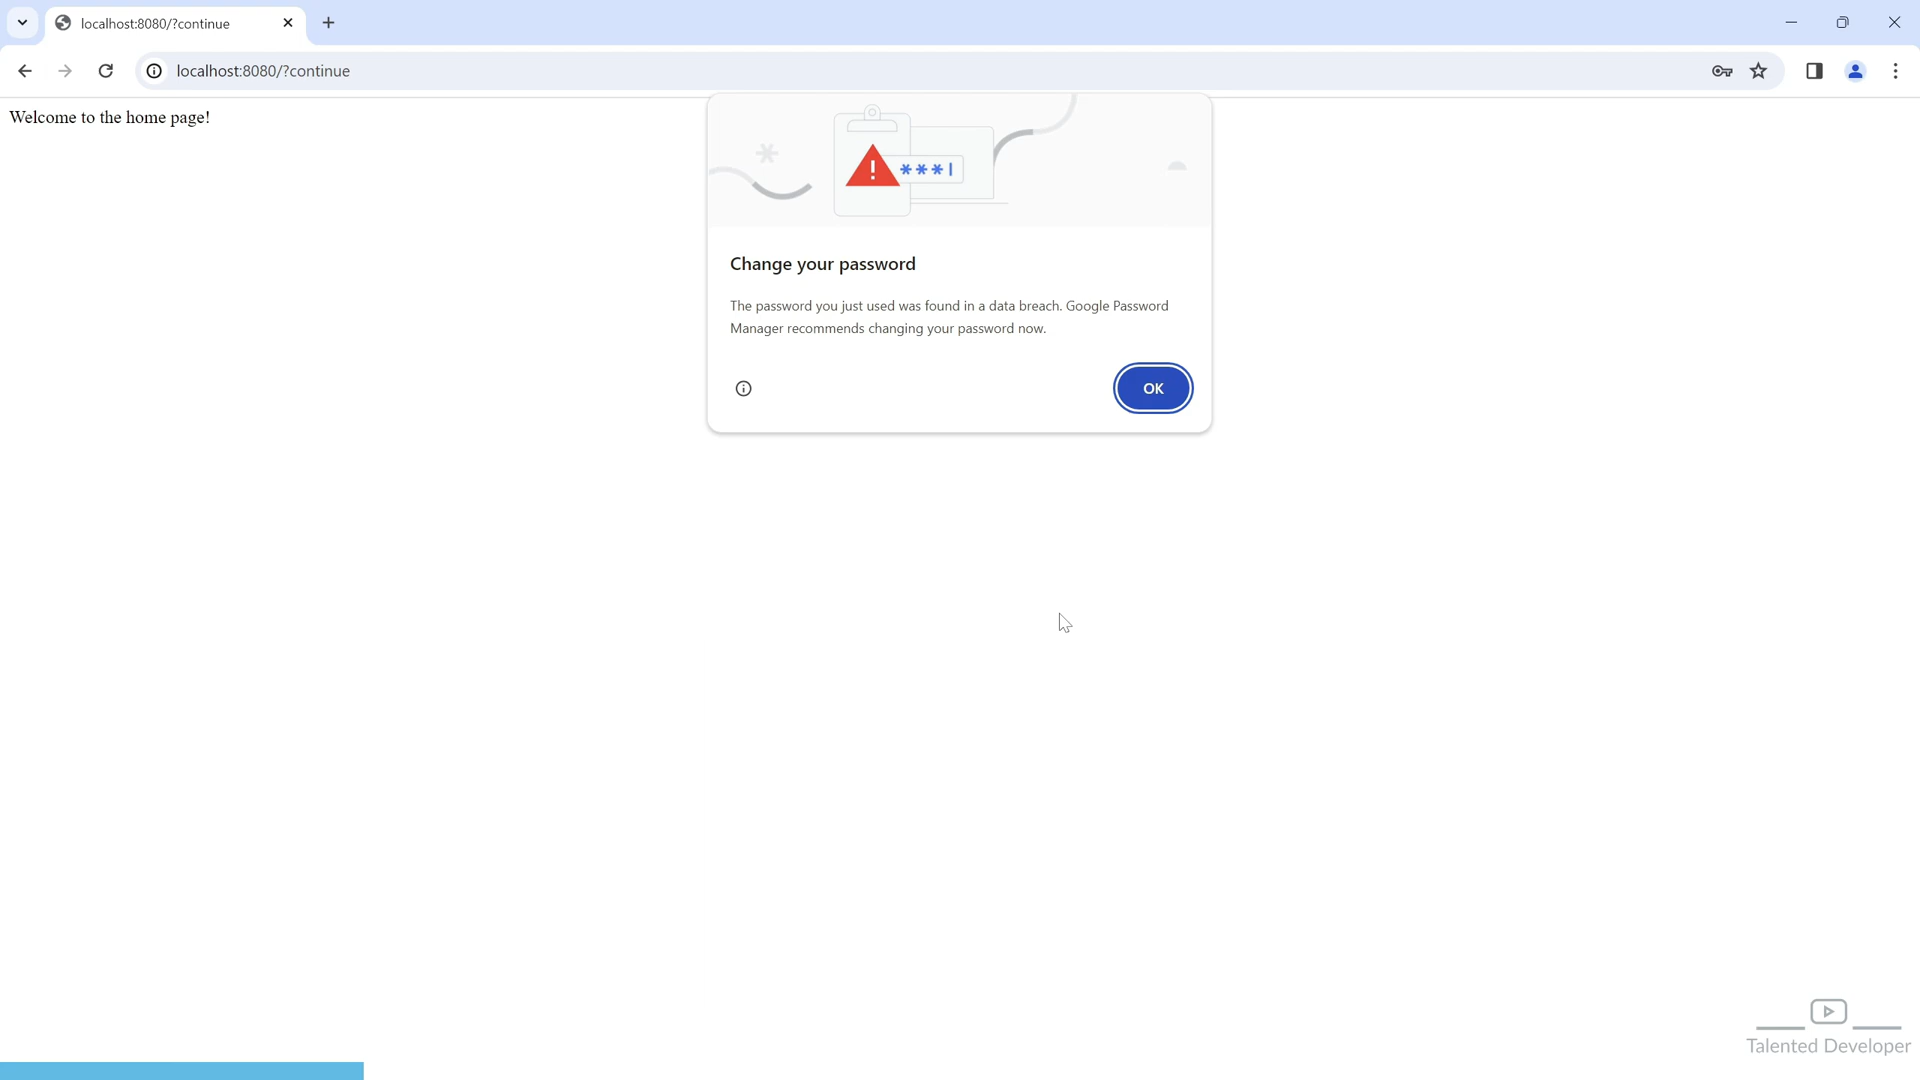 localhost:8080/?continue
localhost:8080/?continue
Welcome to the home page!
***
Change your password
The password you just used was found in a data breach. Google Password
Manager recommends changing your password now.
OK
Talented Developer